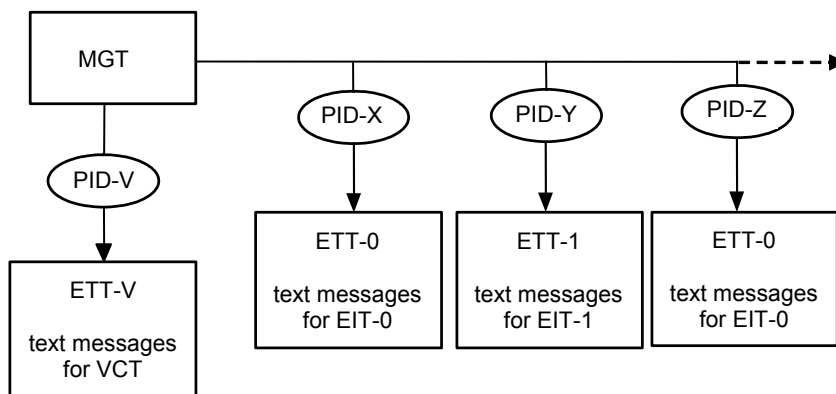 MGT
PID-X
PID-Y
PID-Z
PID-V
ETT-0
text messages
for EIT-0
ETT-1
text messages
for EIT-1
ETT-0
text messages
for EIT-0
ETT-V
text messages
for VCT